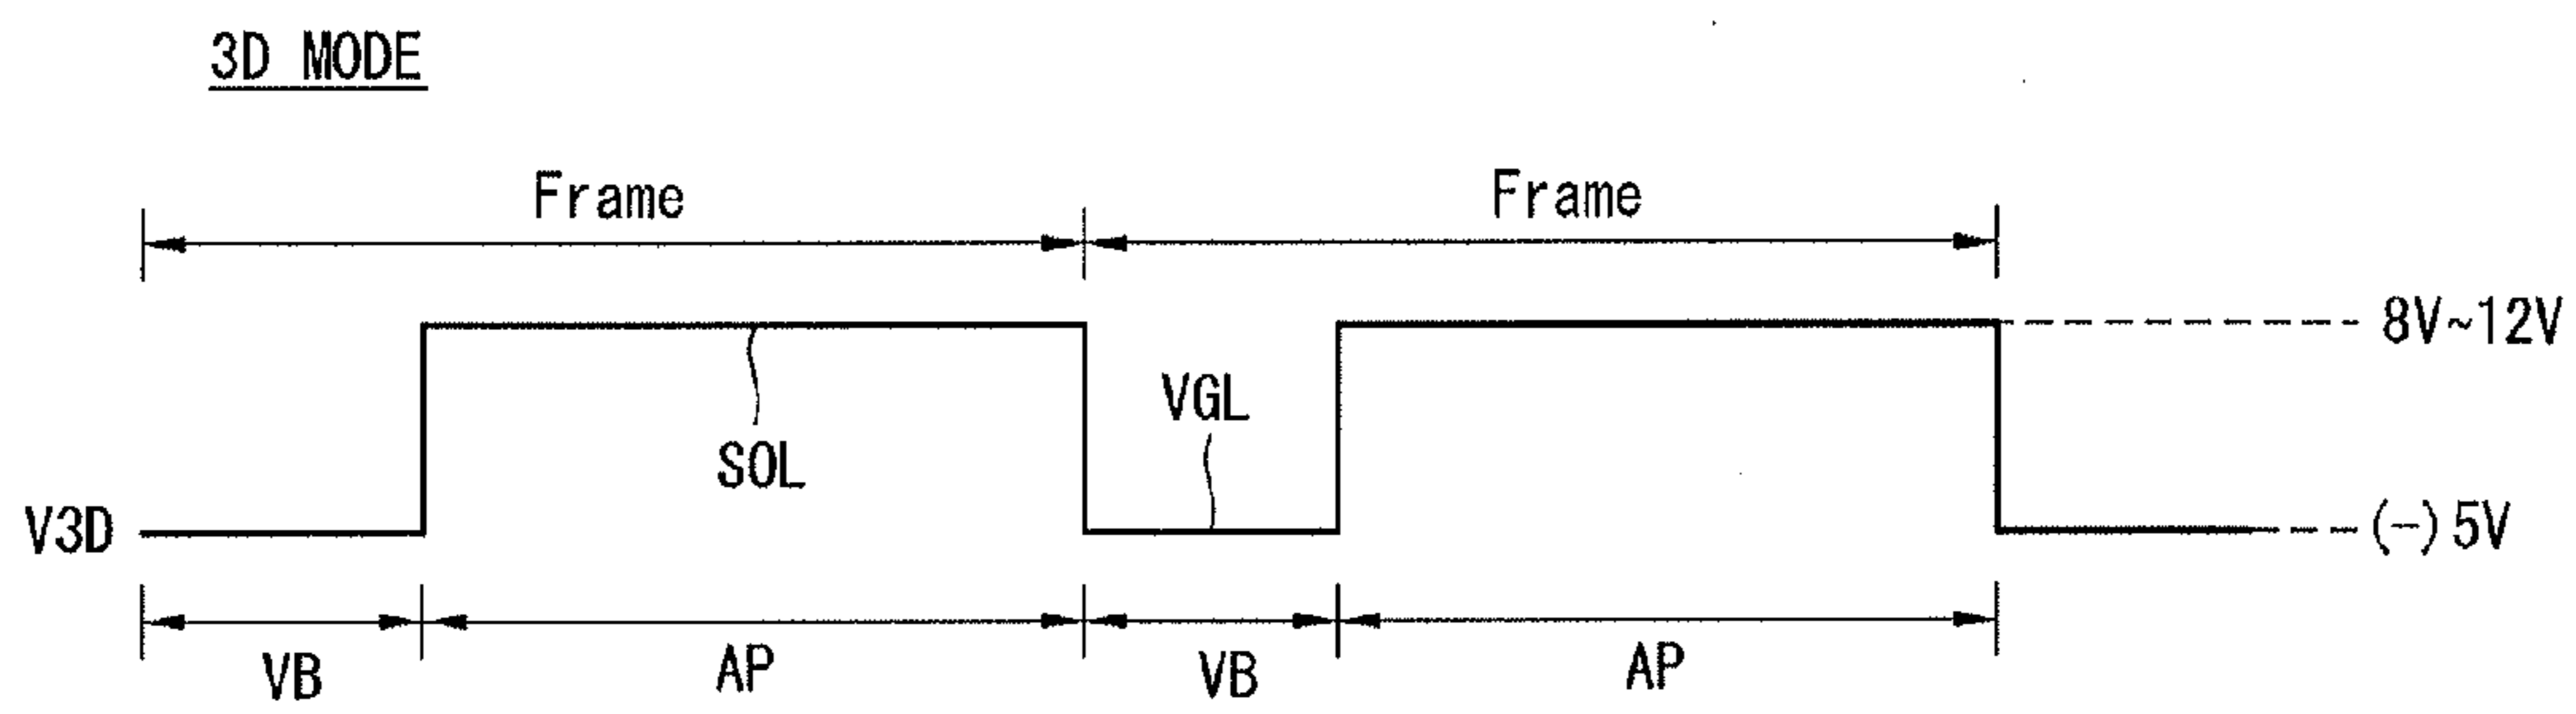 3D MODE
Frame Frame
8V~12V
VGL
SOL
V3D (-)5V
VB AP VB AP